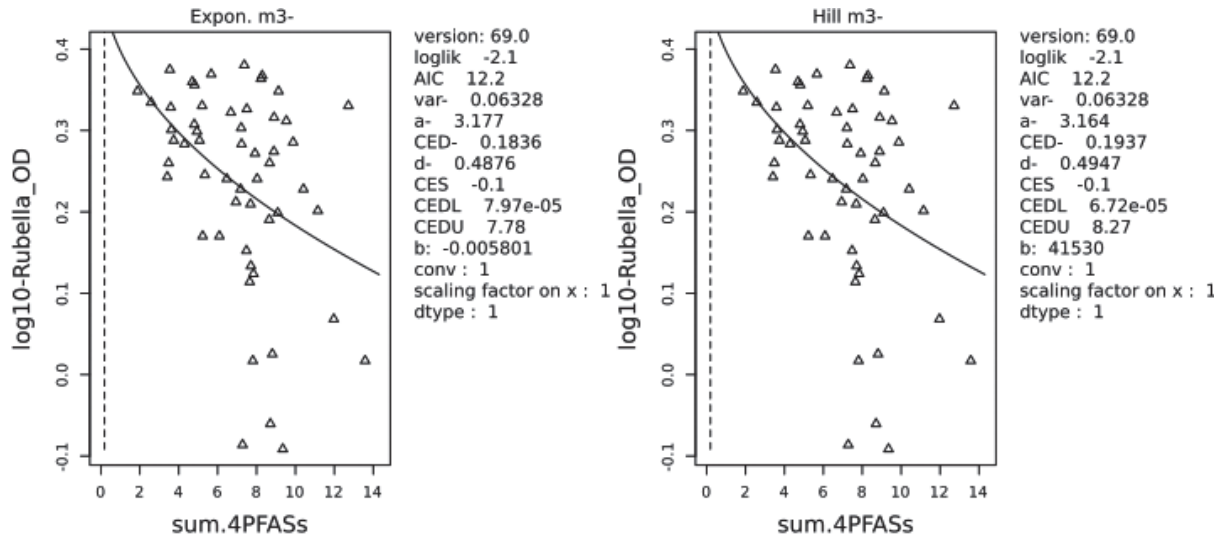 Expon. m3-
version: 69.0
loglik -2.1
AIC 12.2
var- 0.06328
a- 3.177
CED- 0.1836
d- 0.4876
CES -0.1
CEDL 7.97e-05
CEDU 7.78
b: -0.005801
conv : 1
scaling factor on x : 1
dtype : 1
log10-Rubella_OD
0.4
0.3
0.2
0.1
0.0
-0.1
0 2 4 6 8 10 12 14
sum.4PFASs
Hill m3-
version: 69.0
loglik -2.1
AIC 12.2
var- 0.06328
a- 3.164
CED- 0.1937
d- 0.4947
CES -0.1
CEDL 6.72e-05
CEDU 8.27
b: 41530
conv : 1
scaling factor on x : 1
dtype : 1
log10-Rubella_OD
0.4
0.3
0.2
0.1
0.0
-0.1
0 2 4 6 8 10 12 14
sum.4PFASs